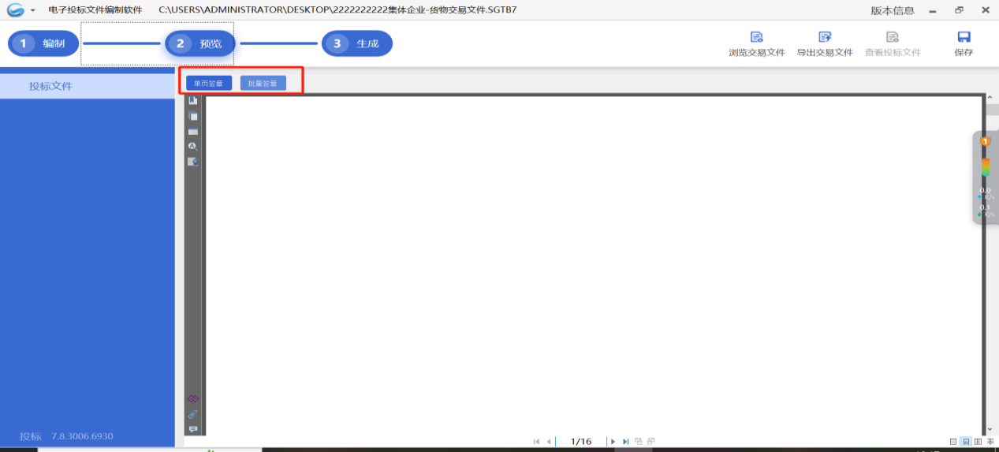 电子投标文件编制软件 C:\USERS\ADMINISTRATOR\DESKTOP\2222222222集体企业-货物交易文件.SGTB7 版本信息
1 编制 2 预览 3 生成
浏览交易文件 导出交易文件 查看投标文件 保存
投标文件
单页签章 批量签章
1
0.0
K/s
0.1
K/s
投标 7.8.3006.6930
1/16